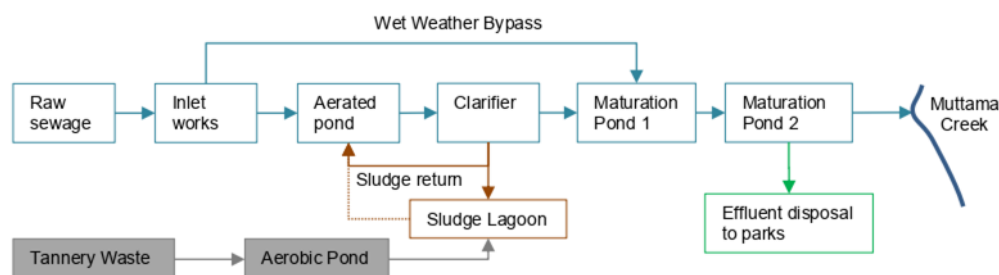 Wet Weather Bypass
Raw
sewage
Inlet
works
Aerated
pond
Clarifier
Maturation
Pond 1
Maturation
Pond 2
Muttama
Creek
Sludge return
Sludge Lagoon
Effluent disposal
to parks
Tannery Waste
Aerobic Pond